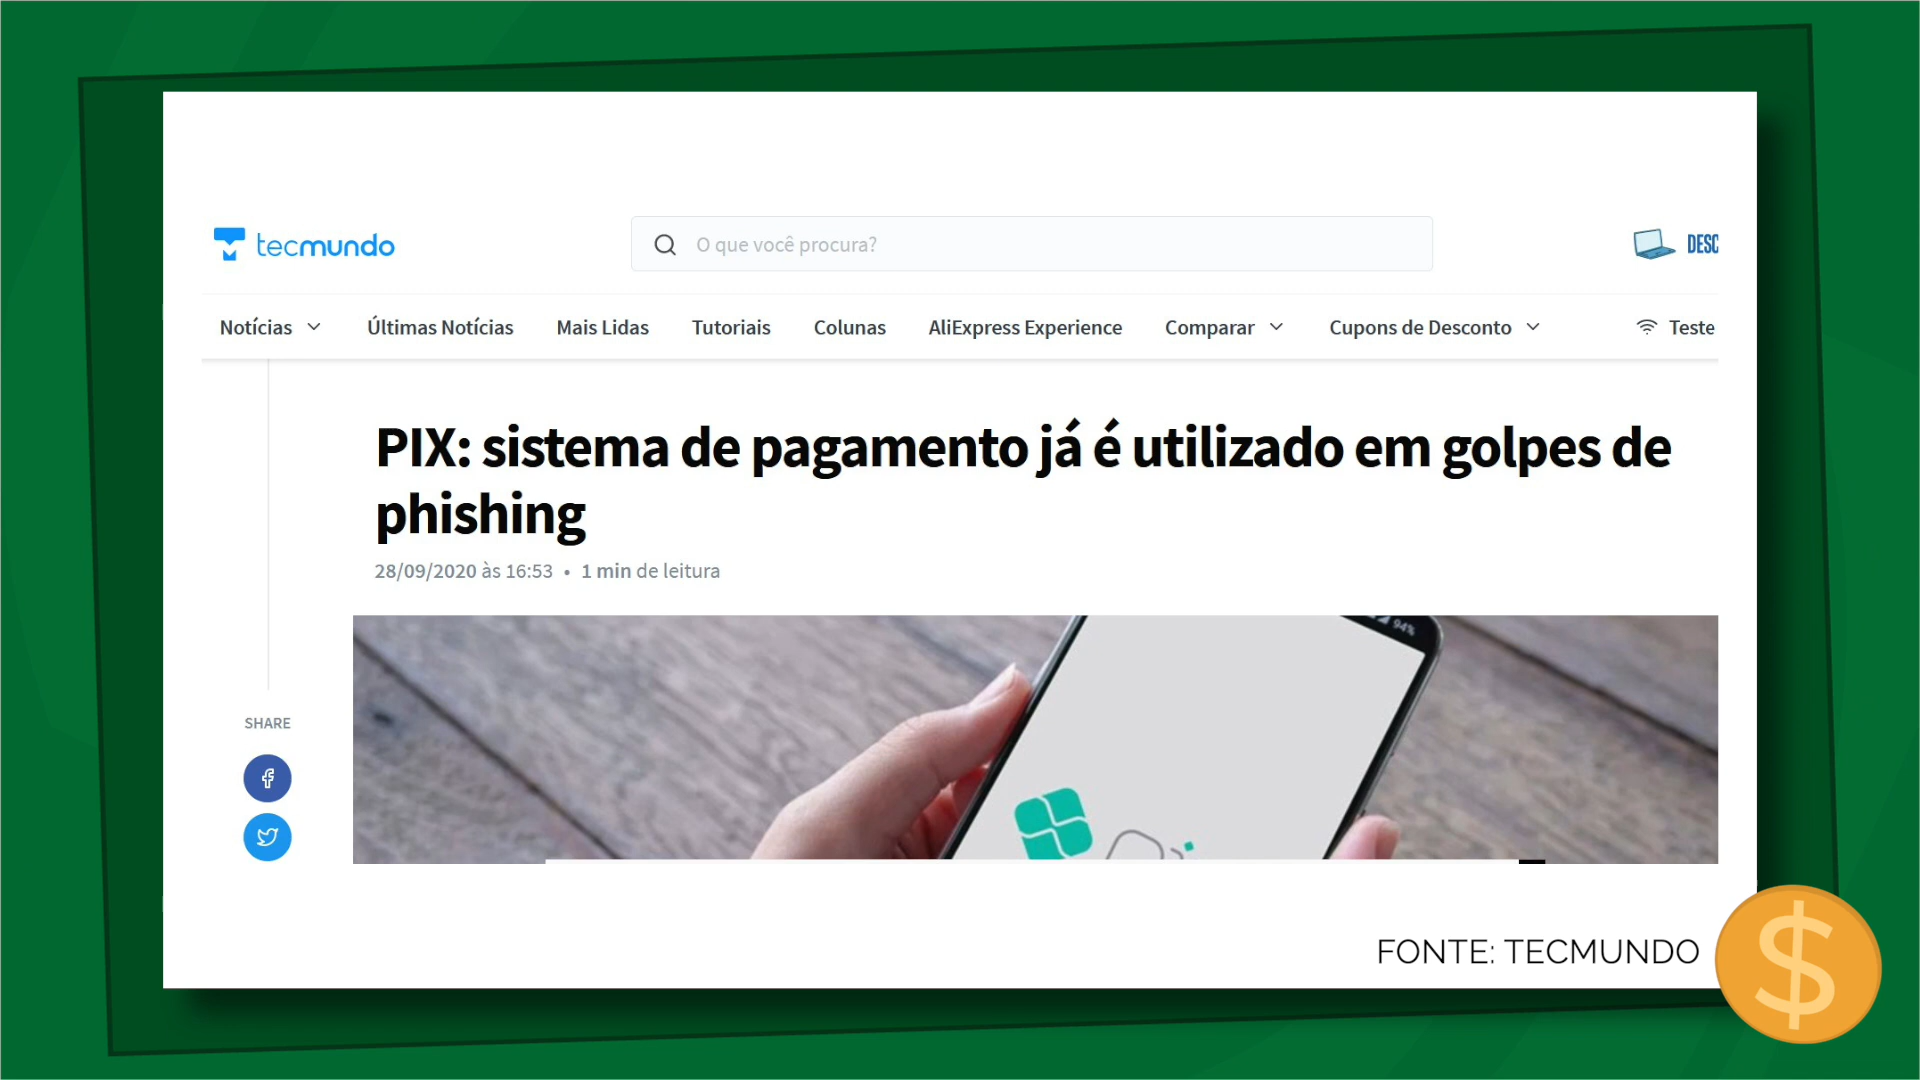 tecmundo
O que você procura?
DESC
Notícias Últimas Notícias Mais Lidas Tutoriais Colunas AliExpress Experience Comparar Cupons de Desconto Teste
PIX: sistema de pagamento já é utilizado em golpes de
phishing
28/09/2020 às 16:53 • 1 min de leitura
94%
SHARE
FONTE: TECMUNDO
$